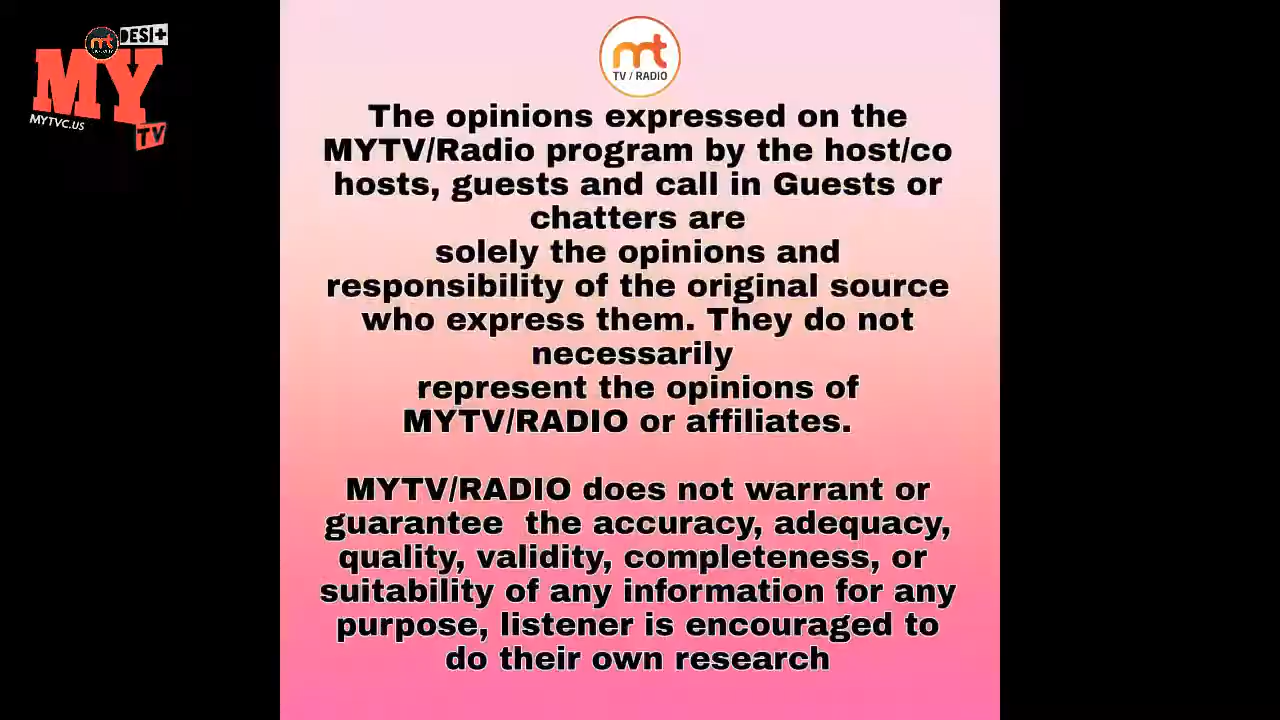 DESI+
mt
MY
MYTVC.US
TV
mt
TV / RADIO
The opinions expressed on the
MYTV/Radio program by the host/co
hosts, guests and call in Guests or
chatters are
solely the opinions and
responsibility of the original source
who express them. They do not
necessarily
represent the opinions of
MYTV/RADIO or affiliates.
MYTV/RADIO does not warrant or
guarantee the accuracy, adequacy,
quality, validity, completeness, or
suitability of any information for any
purpose, listener is encouraged to
do their own research